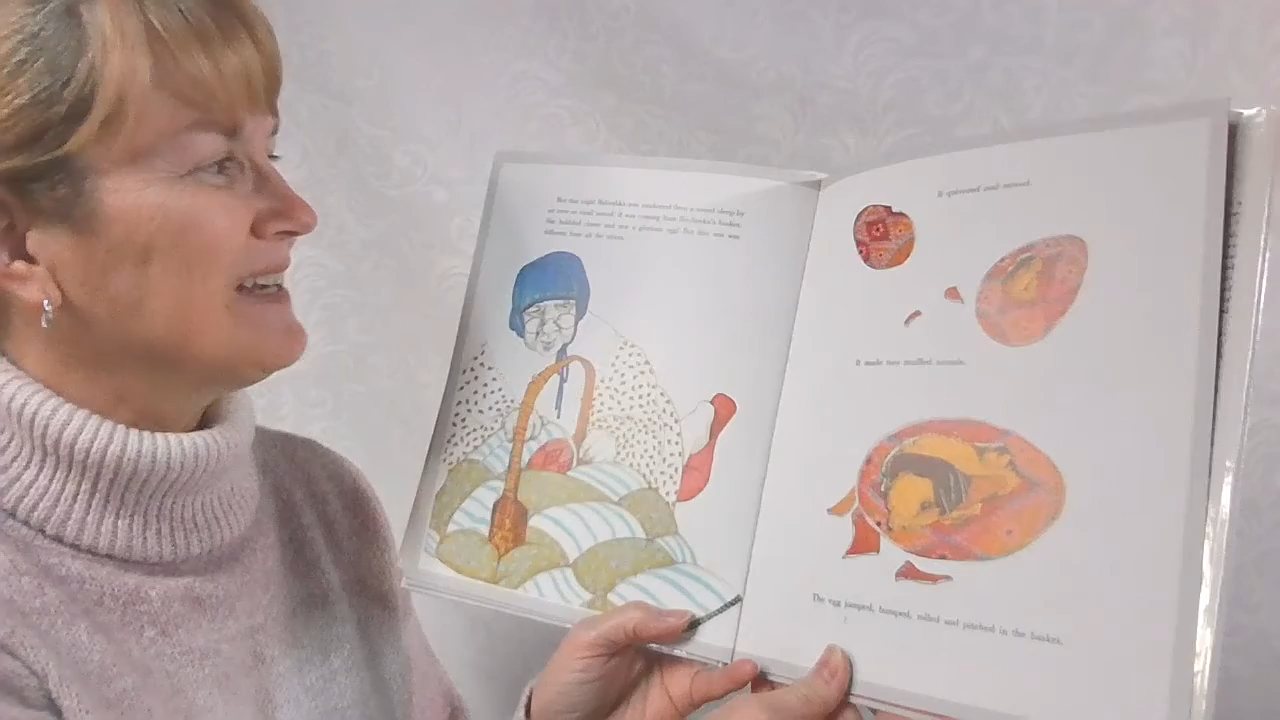 But that night Babushka was awakened from a sound sleep by
an ever so small sound. It was coming from Rechenka's basket.
She hobbled closer and saw a glorious egg! But this one was
different from all the others.
It quivered and moved.
It made tiny muffled sounds.
The egg jumped, bumped, rolled and pitched in the basket.